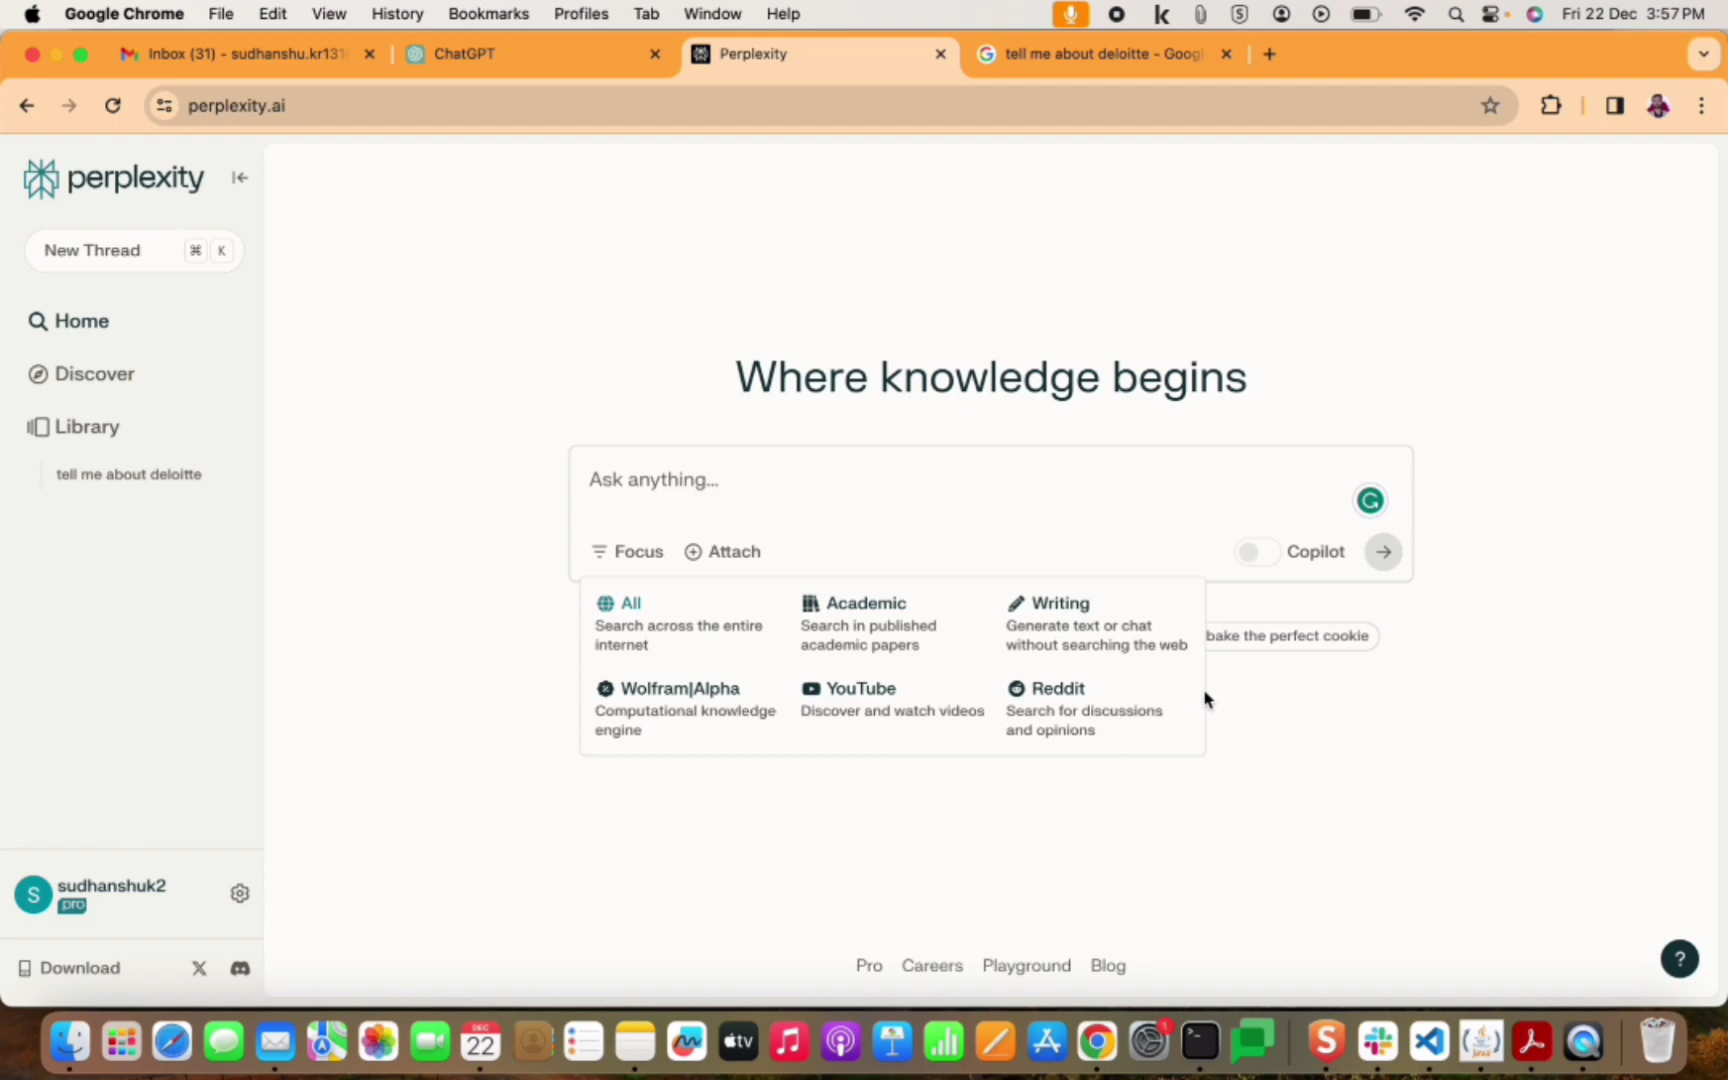 Google Chrome File Edit View History Bookmarks Profiles Tab Window Help Fri 22 Dec 3:57 PM
Inbox (31) - sudhanshu.kr131 ChatGPT Perplexity tell me about deloitte - Goog
perplexity.ai
perplexity
New Thread ⌘ K
Home
Discover
Library
tell me about deloitte
Where knowledge begins
Ask anything...
Focus Attach Copilot
All
Search across the entire
internet
Academic
Search in published
academic papers
Writing
Generate text or chat
without searching the web
bake the perfect cookie
Wolfram|Alpha
Computational knowledge
engine
YouTube
Discover and watch videos
Reddit
Search for discussions
and opinions
S sudhanshuk2
pro
Download
Pro Careers Playground Blog
?
DEC
22
tv
1